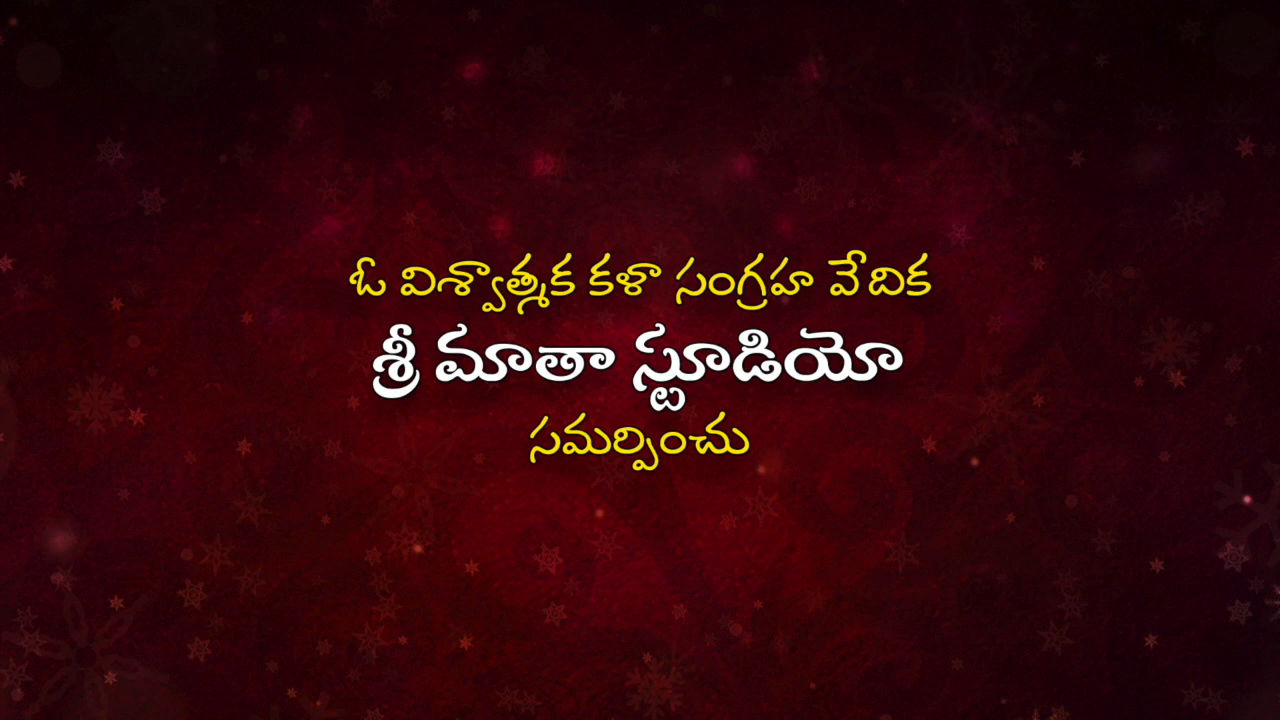 ఓ విశ్వాత్మక కళా సంగ్రహ వేదిక
శ్రీ మాతా స్టూడియో
సమర్పించు